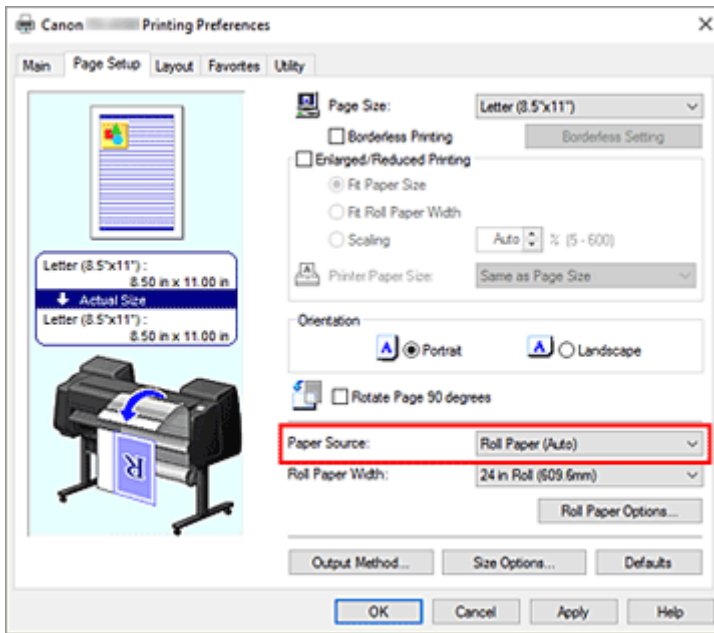 Canon Printing Preferences
Main Page Setup Layout Favorites Utility
Page Size: Letter (8.5"x11")
Borderless Printing Borderless Setting
Enlarged/Reduced Printing
Fit Paper Size
Fit Roll Paper Width
Scaling Auto % (5 - 600)
Printer Paper Size: Same as Page Size
Letter (8.5"x11") :
8.50 in x 11.00 in
Actual Size
Letter (8.5"x11") :
8.50 in x 11.00 in
Orientation
A Portrait A Landscape
Rotate Page 90 degrees
Paper Source: Roll Paper (Auto)
Roll Paper Width: 24 in Roll (609.6mm)
Roll Paper Options...
R
Output Method... Size Options... Defaults
OK Cancel Apply Help